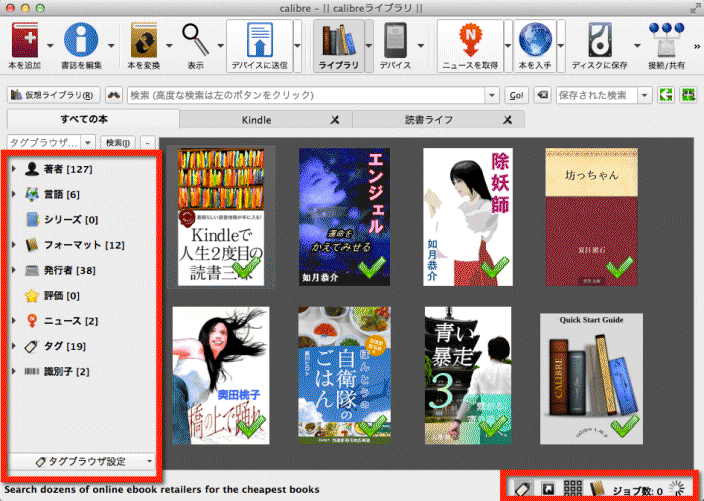 calibre - || calibreライブラリ ||
本を追加
書誌を編集
本を変換
表示
デバイスに送信
ライブラリ
デバイス
ニュースを取得
本を入手
ディスクに保存
接続/共有
仮想ライブラリ(R)
検索 (高度な検索は左のボタンをクリック)
Go!
保存された検索
すべての本
Kindle
読書ライフ
タグブラウザ...
検索(I)
著者 [127]
言語 [6]
シリーズ [0]
フォーマット [12]
発行者 [38]
評価 [0]
ニュース [2]
タグ [19]
識別子 [2]
タグブラウザ設定
Kindleで
人生2度目の
読書三昧
エンジェル
運命を
かえてみせる
如月恭介
除妖師
如月恭介
坊っちゃん
夏目漱石
奥田桃子
橋の上で踊れ
自衛隊の
ごはん
青い
暴走
3
Quick Start Guide
CALIBRE
Search dozens of online ebook retailers for the cheapest books
ジョブ数: 0